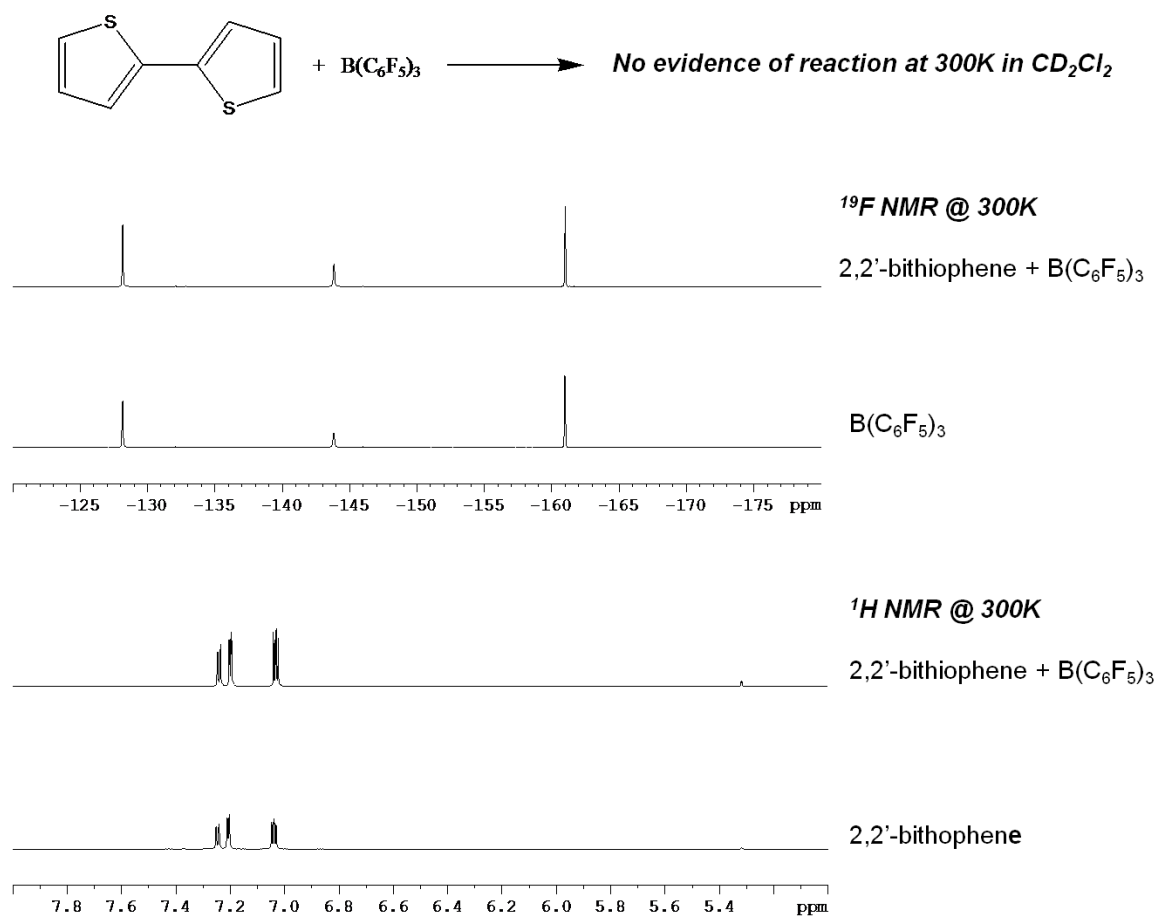 S
S
+ B(C₆F₅)₃ No evidence of reaction at 300K in CD₂Cl₂
¹⁹F NMR @ 300K
2,2'-bithiophene + B(C₆F₅)₃
B(C₆F₅)₃
−125 −130 −135 −140 −145 −150 −155 −160 −165 −170 −175 ppm
¹H NMR @ 300K
2,2'-bithiophene + B(C₆F₅)₃
2,2'-bithophene
7.8 7.6 7.4 7.2 7.0 6.8 6.6 6.4 6.2 6.0 5.8 5.6 5.4 ppm